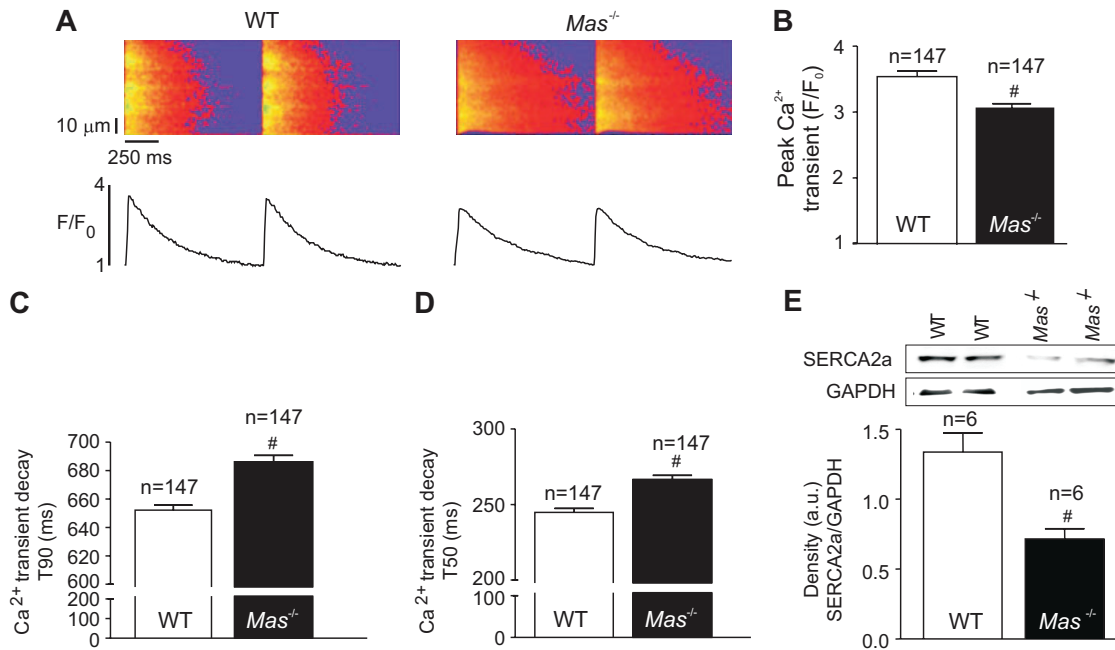 A
WT
Mas-/-
10 μm
250 ms
4
F/F0
1
B
Peak Ca2+
transient (F/F0)
4
3
2
1
n=147
n=147
#
WT
Mas-/-
C
Ca2+ transient decay
T90 (ms)
700
680
660
640
620
600
200
100
0
n=147
n=147
#
WT
Mas-/-
D
Ca2+ transient decay
T50 (ms)
300
250
200
100
0
n=147
n=147
#
WT
Mas-/-
E
WT WT Mas-/- Mas-/-
SERCA2a
GAPDH
Density (a.u.)
SERCA2a/GAPDH
1.5
1.0
0.5
0.0
n=6
n=6
#
WT
Mas-/-